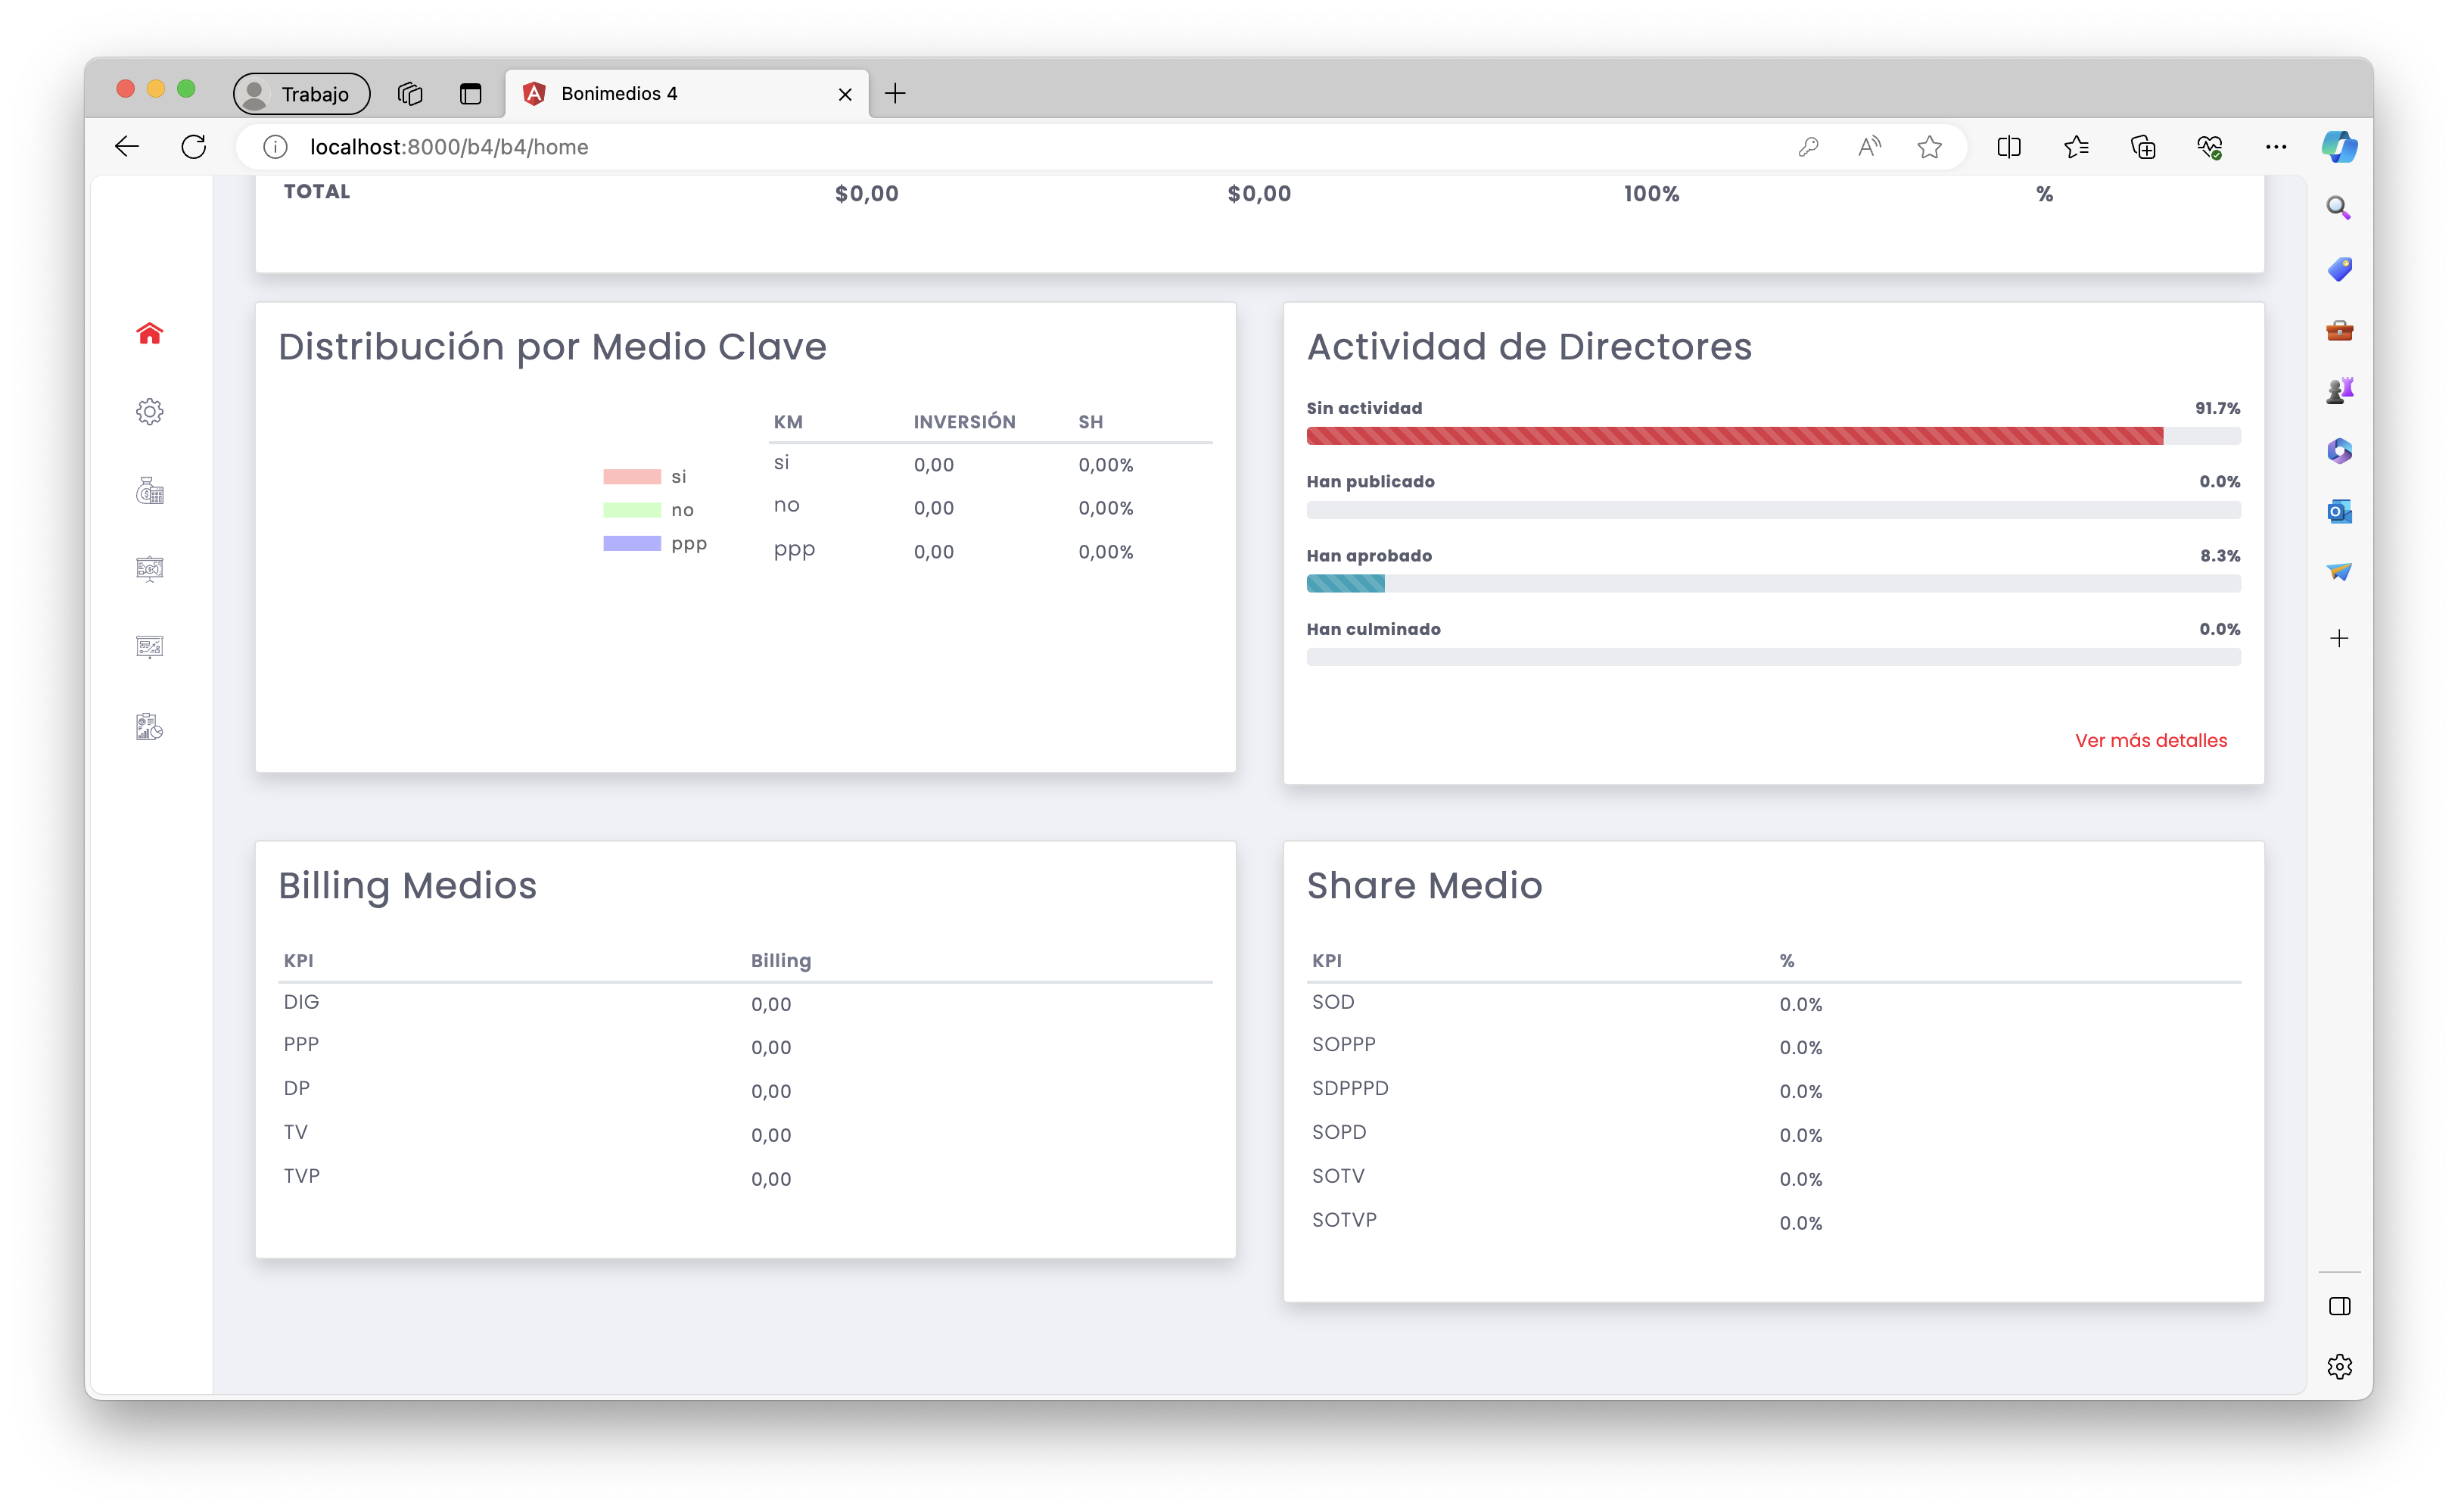 Trabajo
Bonimedios 4
localhost:8000/b4/b4/home
TOTAL $0,00 $0,00 100% %
Distribución por Medio Clave
si
no
ppp
KM INVERSIÓN SH
si 0,00 0,00%
no 0,00 0,00%
ppp 0,00 0,00%
Actividad de Directores
Sin actividad 91.7%
Han publicado 0.0%
Han aprobado 8.3%
Han culminado 0.0%
Ver más detalles
Billing Medios
KPI Billing
DIG 0,00
PPP 0,00
DP 0,00
TV 0,00
TVP 0,00
Share Medio
KPI %
SOD 0.0%
SOPPP 0.0%
SDPPPD 0.0%
SOPD 0.0%
SOTV 0.0%
SOTVP 0.0%